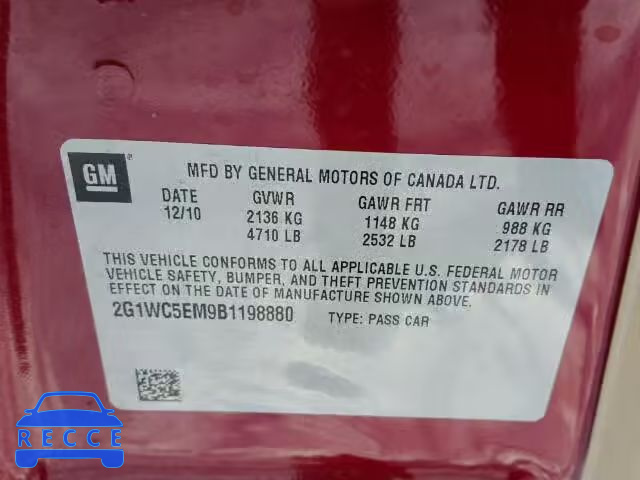 GM ®
MFD BY GENERAL MOTORS OF CANADA LTD.
DATE GVWR GAWR FRT GAWR RR
12/10 2136 KG 1148 KG 988 KG
4710 LB 2532 LB 2178 LB
THIS VEHICLE CONFORMS TO ALL APPLICABLE U.S. FEDERAL MOTOR
VEHICLE SAFETY, BUMPER, AND THEFT PREVENTION STANDARDS IN
EFFECT ON THE DATE OF MANUFACTURE SHOWN ABOVE.
2G1WC5EM9B1198880 TYPE: PASS CAR
RECCE